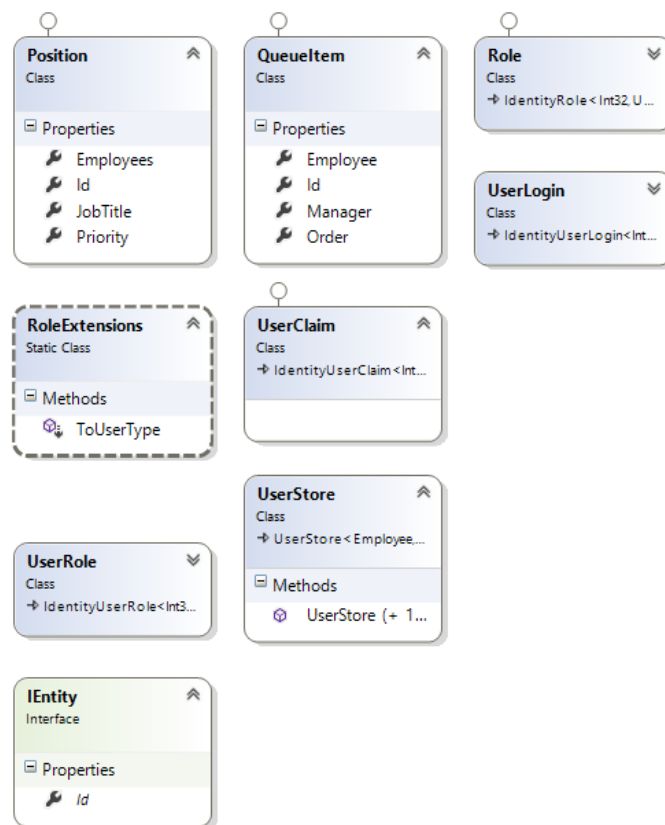 Position
Class
Properties
Employees
Id
JobTitle
Priority
QueueItem
Class
Properties
Employee
Id
Manager
Order
Role
Class
IdentityRole<Int32, U...
UserLogin
Class
IdentityUserLogin<Int...
RoleExtensions
Static Class
Methods
ToUserType
UserClaim
Class
IdentityUserClaim<Int...
UserStore
Class
UserStore<Employee,...
Methods
UserStore (+ 1...
UserRole
Class
IdentityUserRole<Int3...
IEntity
Interface
Properties
Id